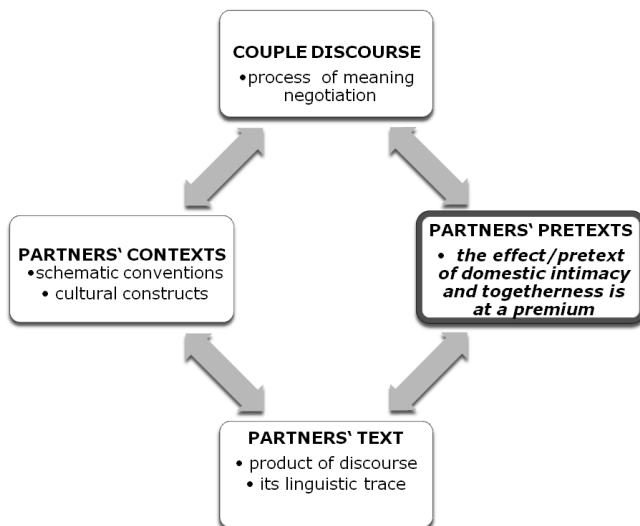 COUPLE DISCOURSE
•process of meaning
negotiation
PARTNERS‛ CONTEXTS
•schematic conventions
• cultural constructs
PARTNERS‛ PRETEXTS
• the effect/pretext
of domestic intimacy
and togetherness is
at a premium
PARTNERS‛ TEXT
• product of discourse
• its linguistic trace